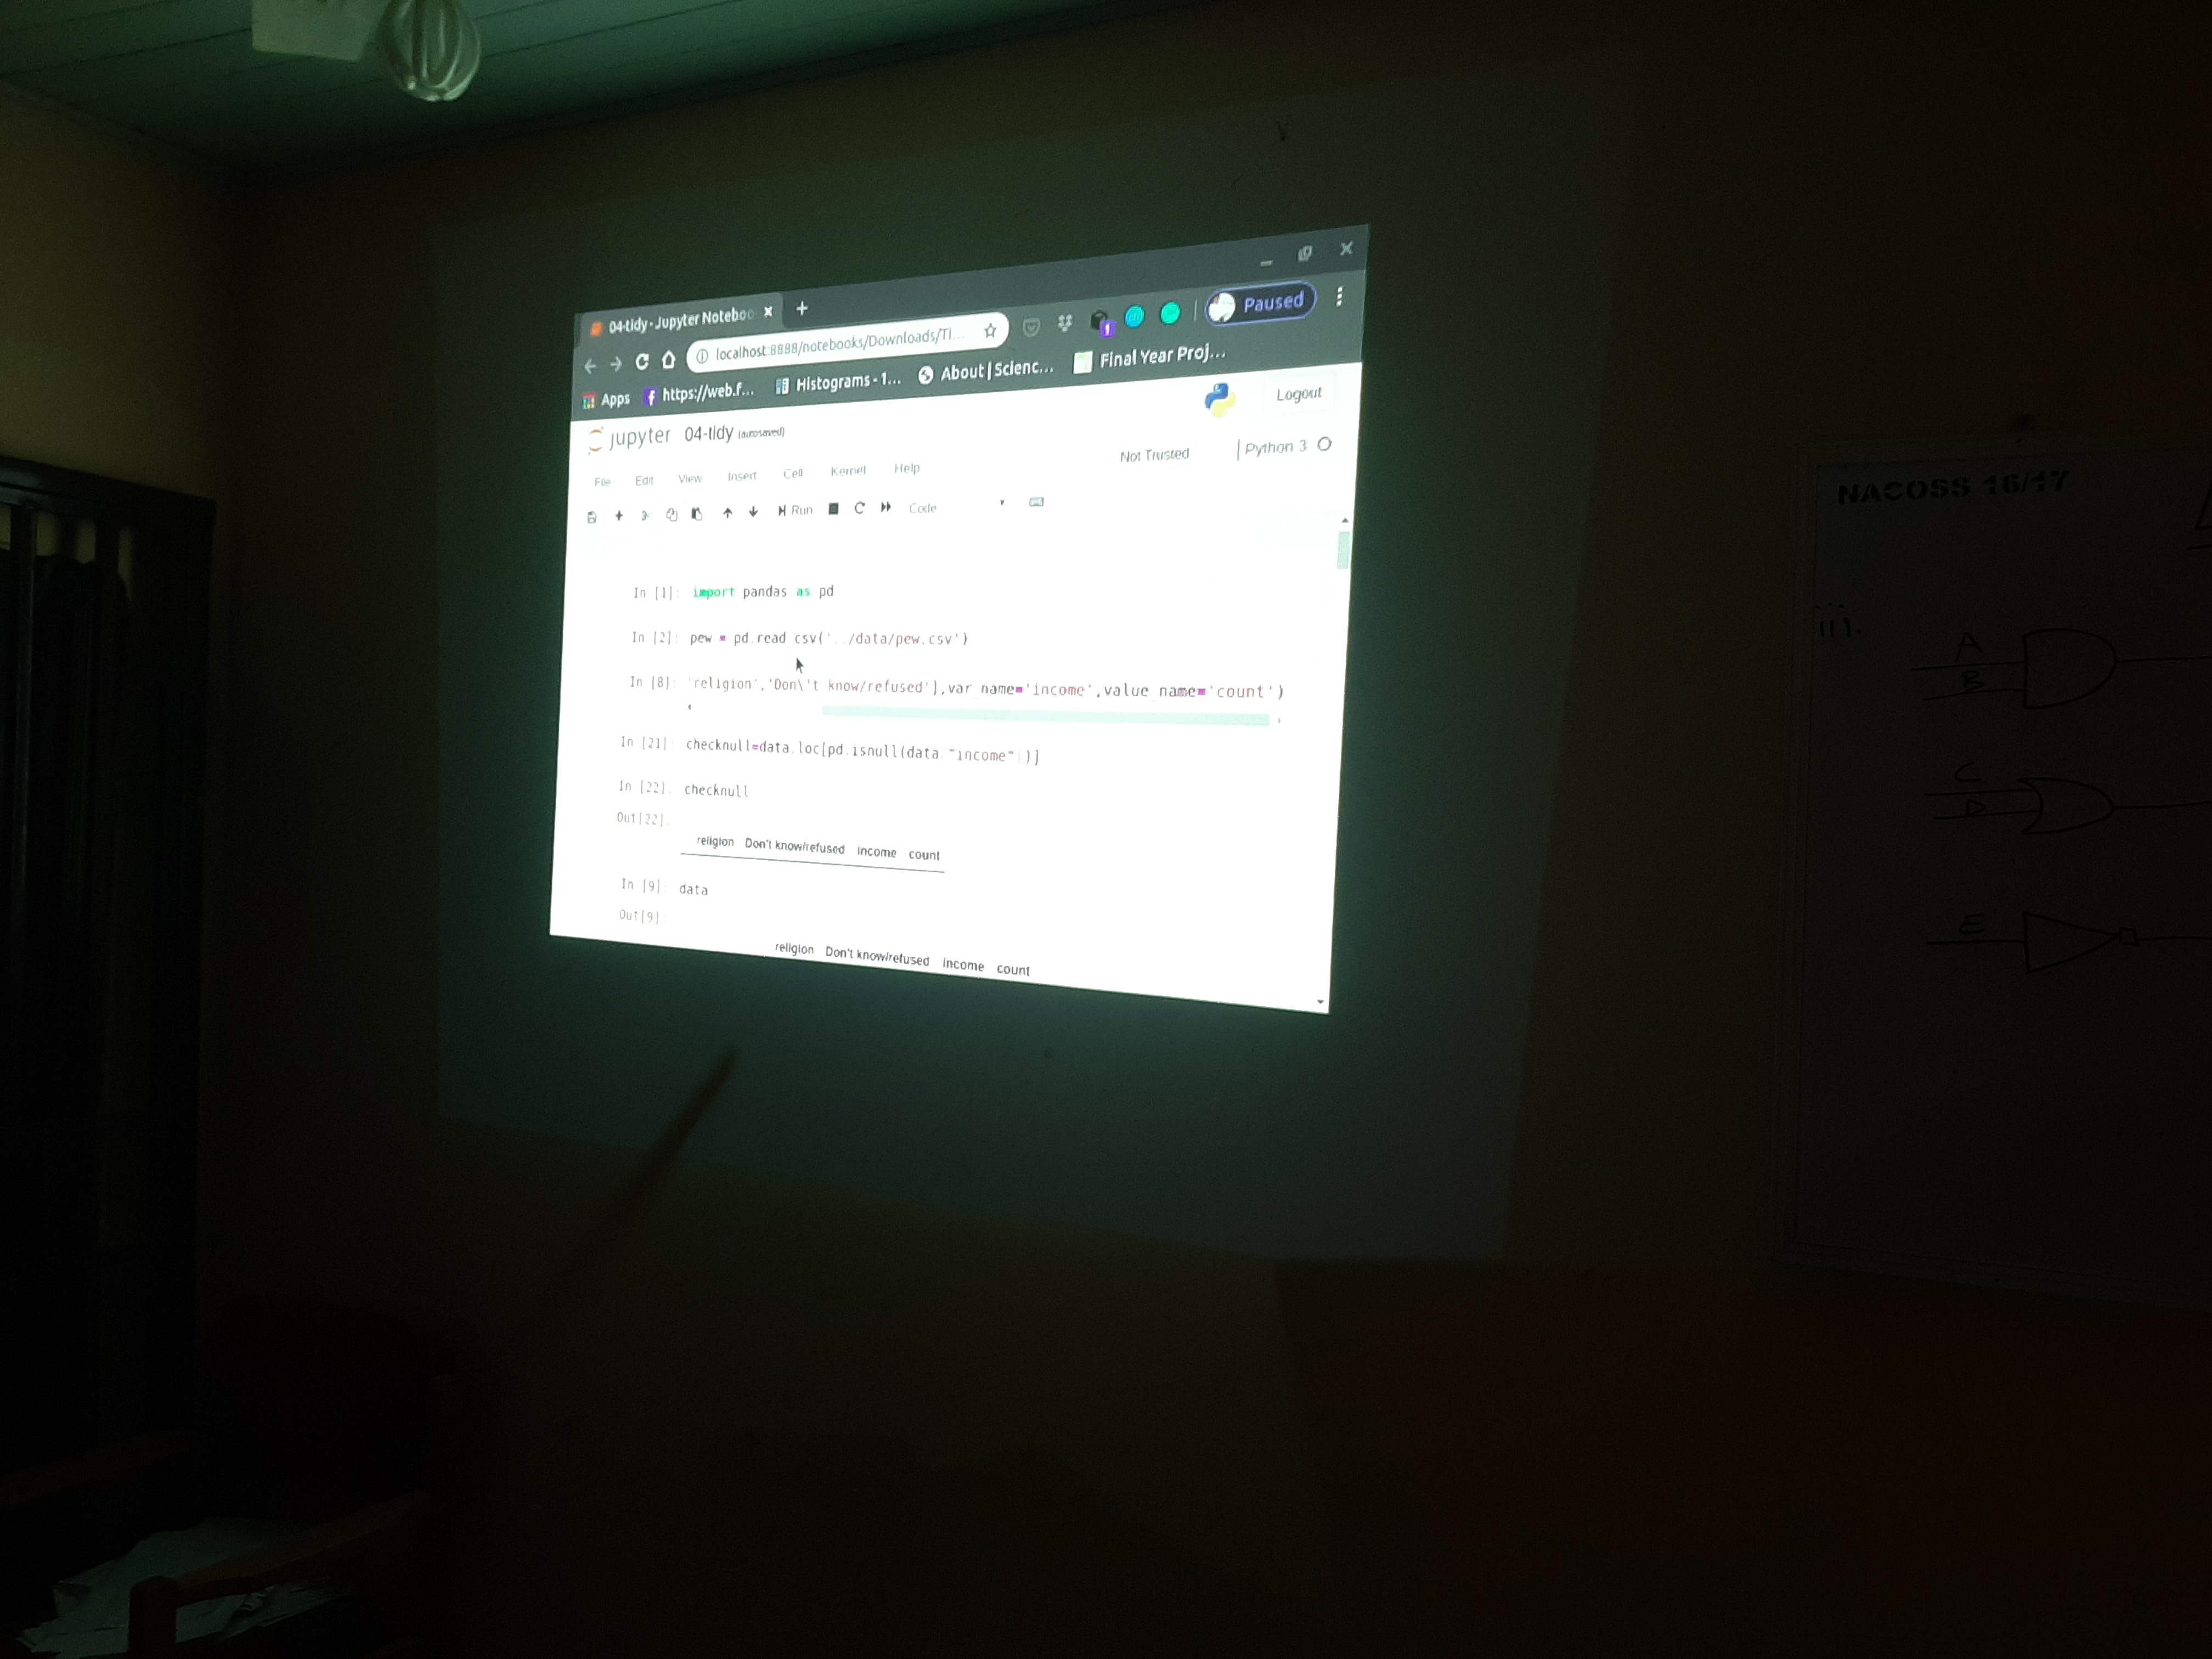 04-tidy - Jupyter Noteboo
Paused
localhost:8888/notebooks/Downloads/Ti...
Apps https://web.f... Histograms - 1... About | Scienc... Final Year Proj...
jupyter 04-tidy (autosaved)
Logout
File Edit View Insert Cell Kernel Help
Not Trusted | Python 3
Run Code
In [1]: import pandas as pd
In [2]: pew = pd.read_csv('../data/pew.csv')
In [8]: 'religion','Don\'t know/refused'],var_name='income',value_name='count')
In [21]: checknull=data.loc[pd.isnull(data["income"])]
In [22]: checknull
Out[22]:
religion Don't know/refused income count
In [9]: data
Out[9]
religion Don't know/refused income count
NACOSS 16/17
A
B
C
D
E